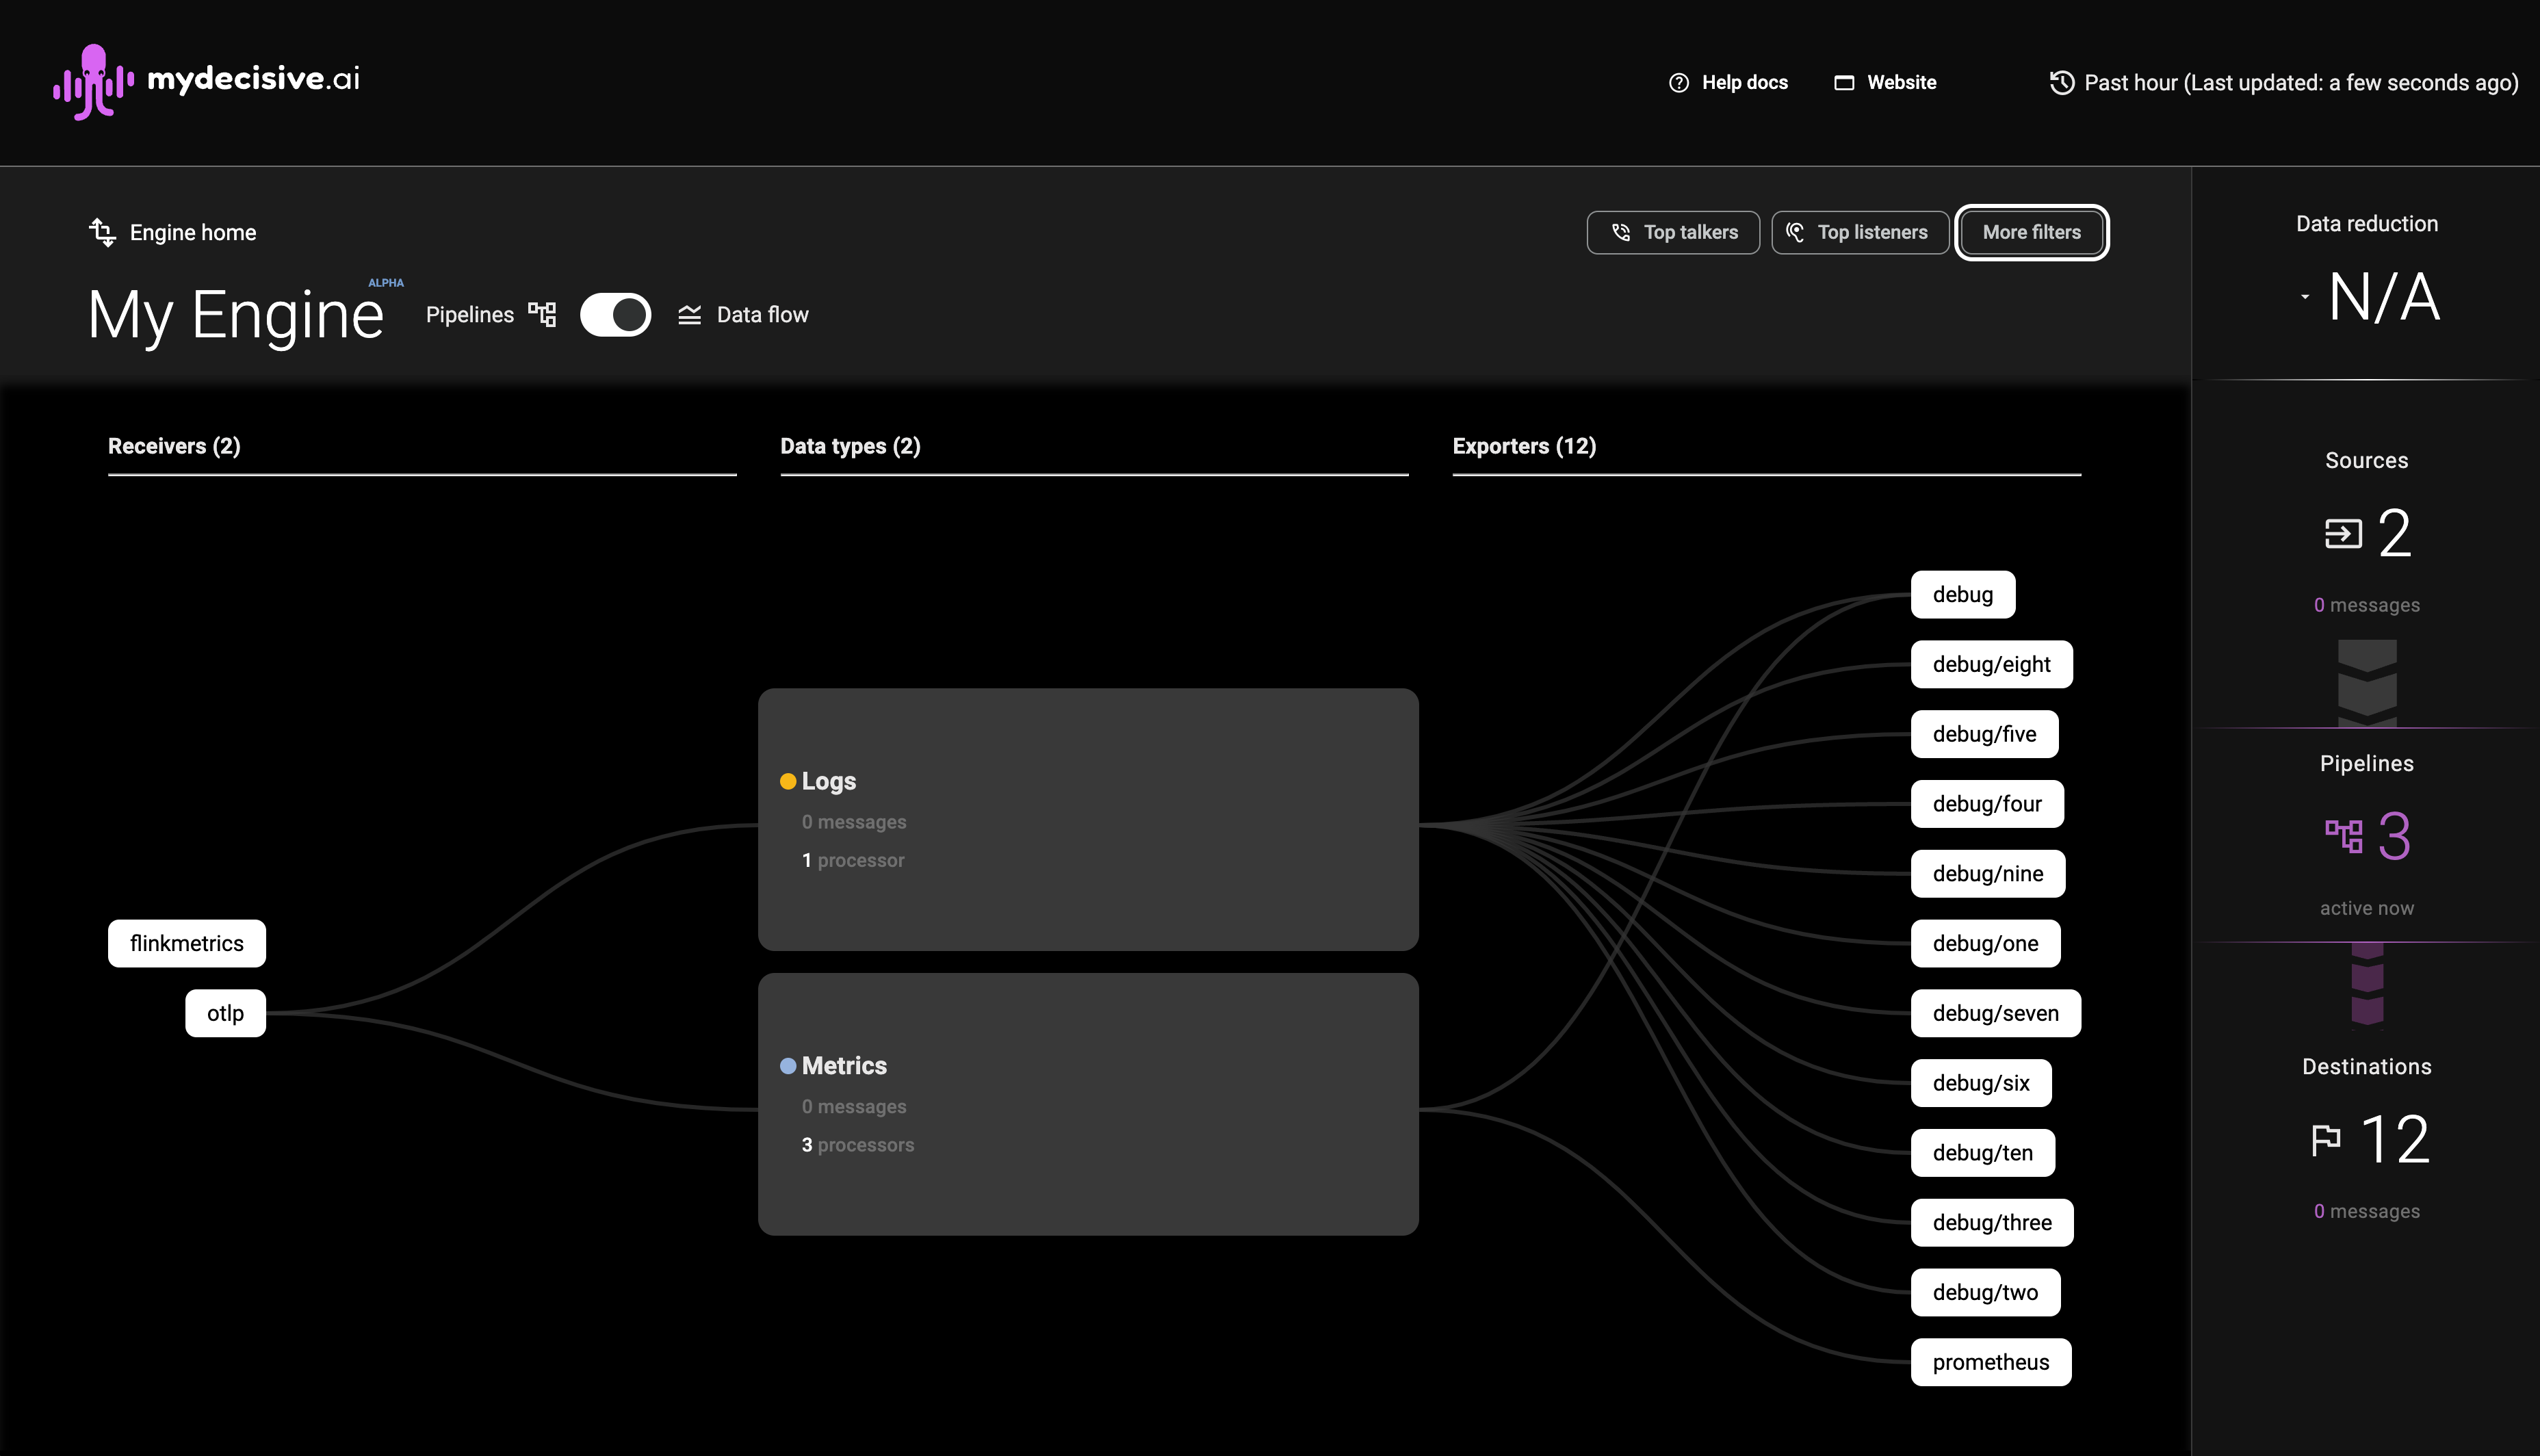 mydecisive.ai
Help docs
Website
Past hour (Last updated: a few seconds ago)
Engine home
Top talkers
Top listeners
More filters
My Engine
ALPHA
Pipelines
Data flow
Data reduction
N/A
Receivers (2)
Data types (2)
Exporters (12)
flinkmetrics
otlp
Logs
0 messages
1 processor
Metrics
0 messages
3 processors
debug
debug/eight
debug/five
debug/four
debug/nine
debug/one
debug/seven
debug/six
debug/ten
debug/three
debug/two
prometheus
Sources
2
0 messages
Pipelines
3
active now
Destinations
12
0 messages